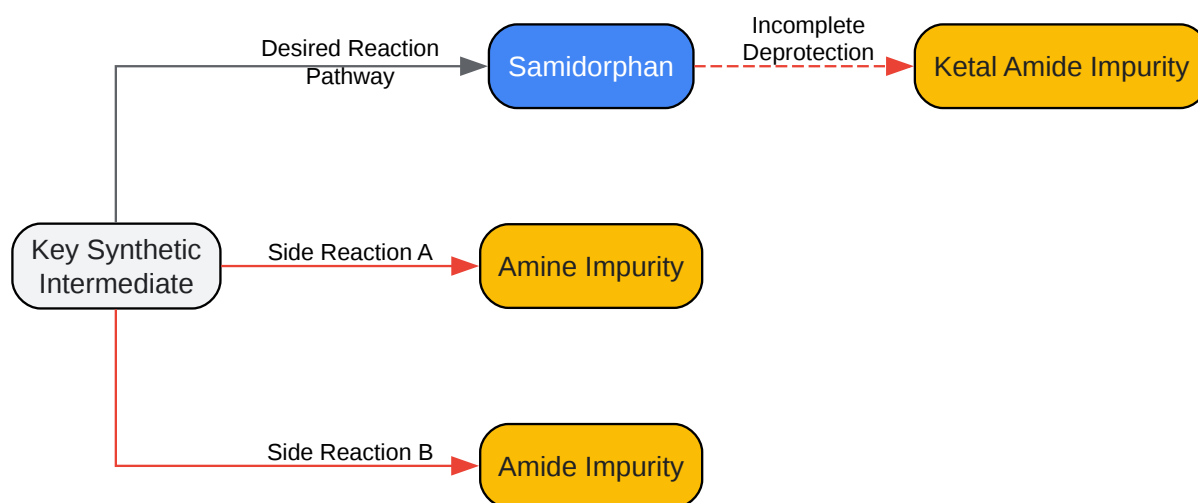 Desired Reaction
Pathway
Samidorphan
Incomplete
Deprotection
Ketal Amide Impurity
Key Synthetic
Intermediate
Side Reaction A
Amine Impurity
Side Reaction B
Amide Impurity